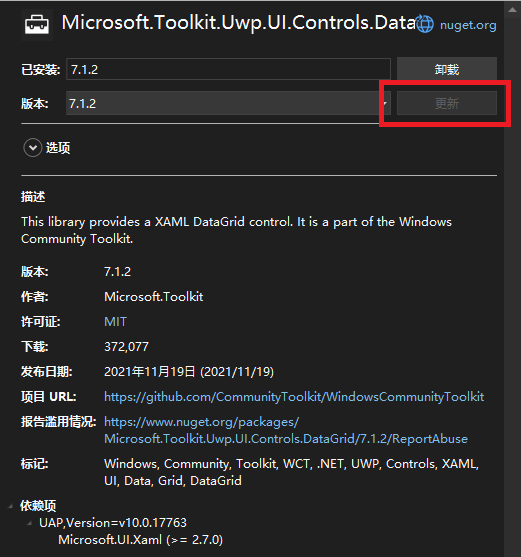 Microsoft.Toolkit.Uwp.UI.Controls.Data
nuget.org
已安装: 7.1.2 卸载
版本: 7.1.2 更新
选项
描述
This library provides a XAML DataGrid control. It is a part of the Windows
Community Toolkit.
版本: 7.1.2
作者: Microsoft.Toolkit
许可证: MIT
下载: 372,077
发布日期: 2021年11月19日 (2021/11/19)
项目 URL: https://github.com/CommunityToolkit/WindowsCommunityToolkit
报告滥用情况: https://www.nuget.org/packages/
Microsoft.Toolkit.Uwp.UI.Controls.DataGrid/7.1.2/ReportAbuse
标记: Windows, Community, Toolkit, WCT, .NET, UWP, Controls, XAML,
UI, Data, Grid, DataGrid
依赖项
UAP,Version=v10.0.17763
Microsoft.UI.Xaml (>= 2.7.0)